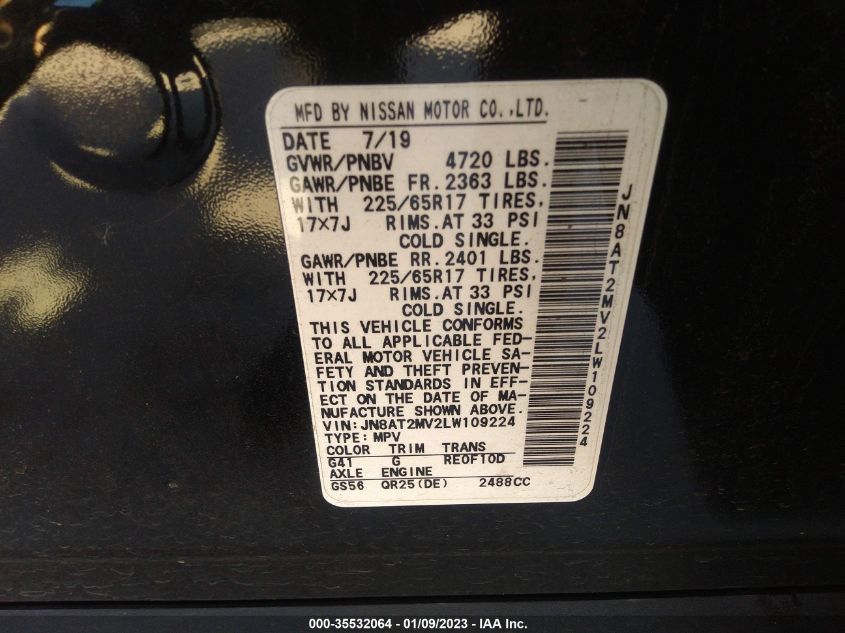 MFD BY NISSAN MOTOR CO.,LTD.
DATE 7/19
GVWR/PNBV 4720 LBS.
GAWR/PNBE FR. 2363 LBS.
WITH 225/65R17 TIRES,
17×7J RIMS. AT 33 PSI
COLD SINGLE.
GAWR/PNBE RR. 2401 LBS.
WITH 225/65R17 TIRES,
17×7J RIMS. AT 33 PSI
COLD SINGLE.
THIS VEHICLE CONFORMS
TO ALL APPLICABLE FED-
ERAL MOTOR VEHICLE SA-
FETY AND THEFT PREVEN-
TION STANDARDS IN EFF-
ECT ON THE DATE OF MA-
NUFACTURE SHOWN ABOVE.
VIN:JN8AT2MV2LW109224
TYPE:MPV
COLOR TRIM TRANS
G41 G RE0F10D
AXLE ENGINE
GS56 QR25(DE) 2488CC
JN8AT2MV2LW109224
000-35532064 - 01/09/2023 - IAA Inc.